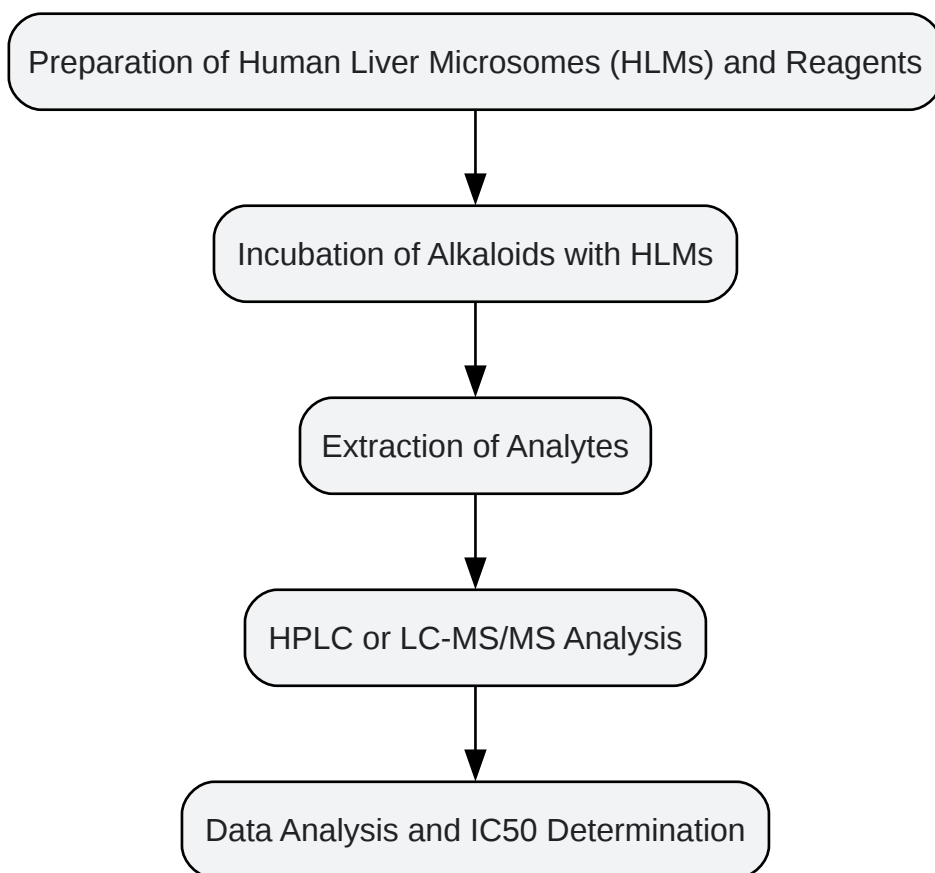 Preparation of Human Liver Microsomes (HLMs) and Reagents
Incubation of Alkaloids with HLMs
Extraction of Analytes
HPLC or LC-MS/MS Analysis
Data Analysis and IC50 Determination